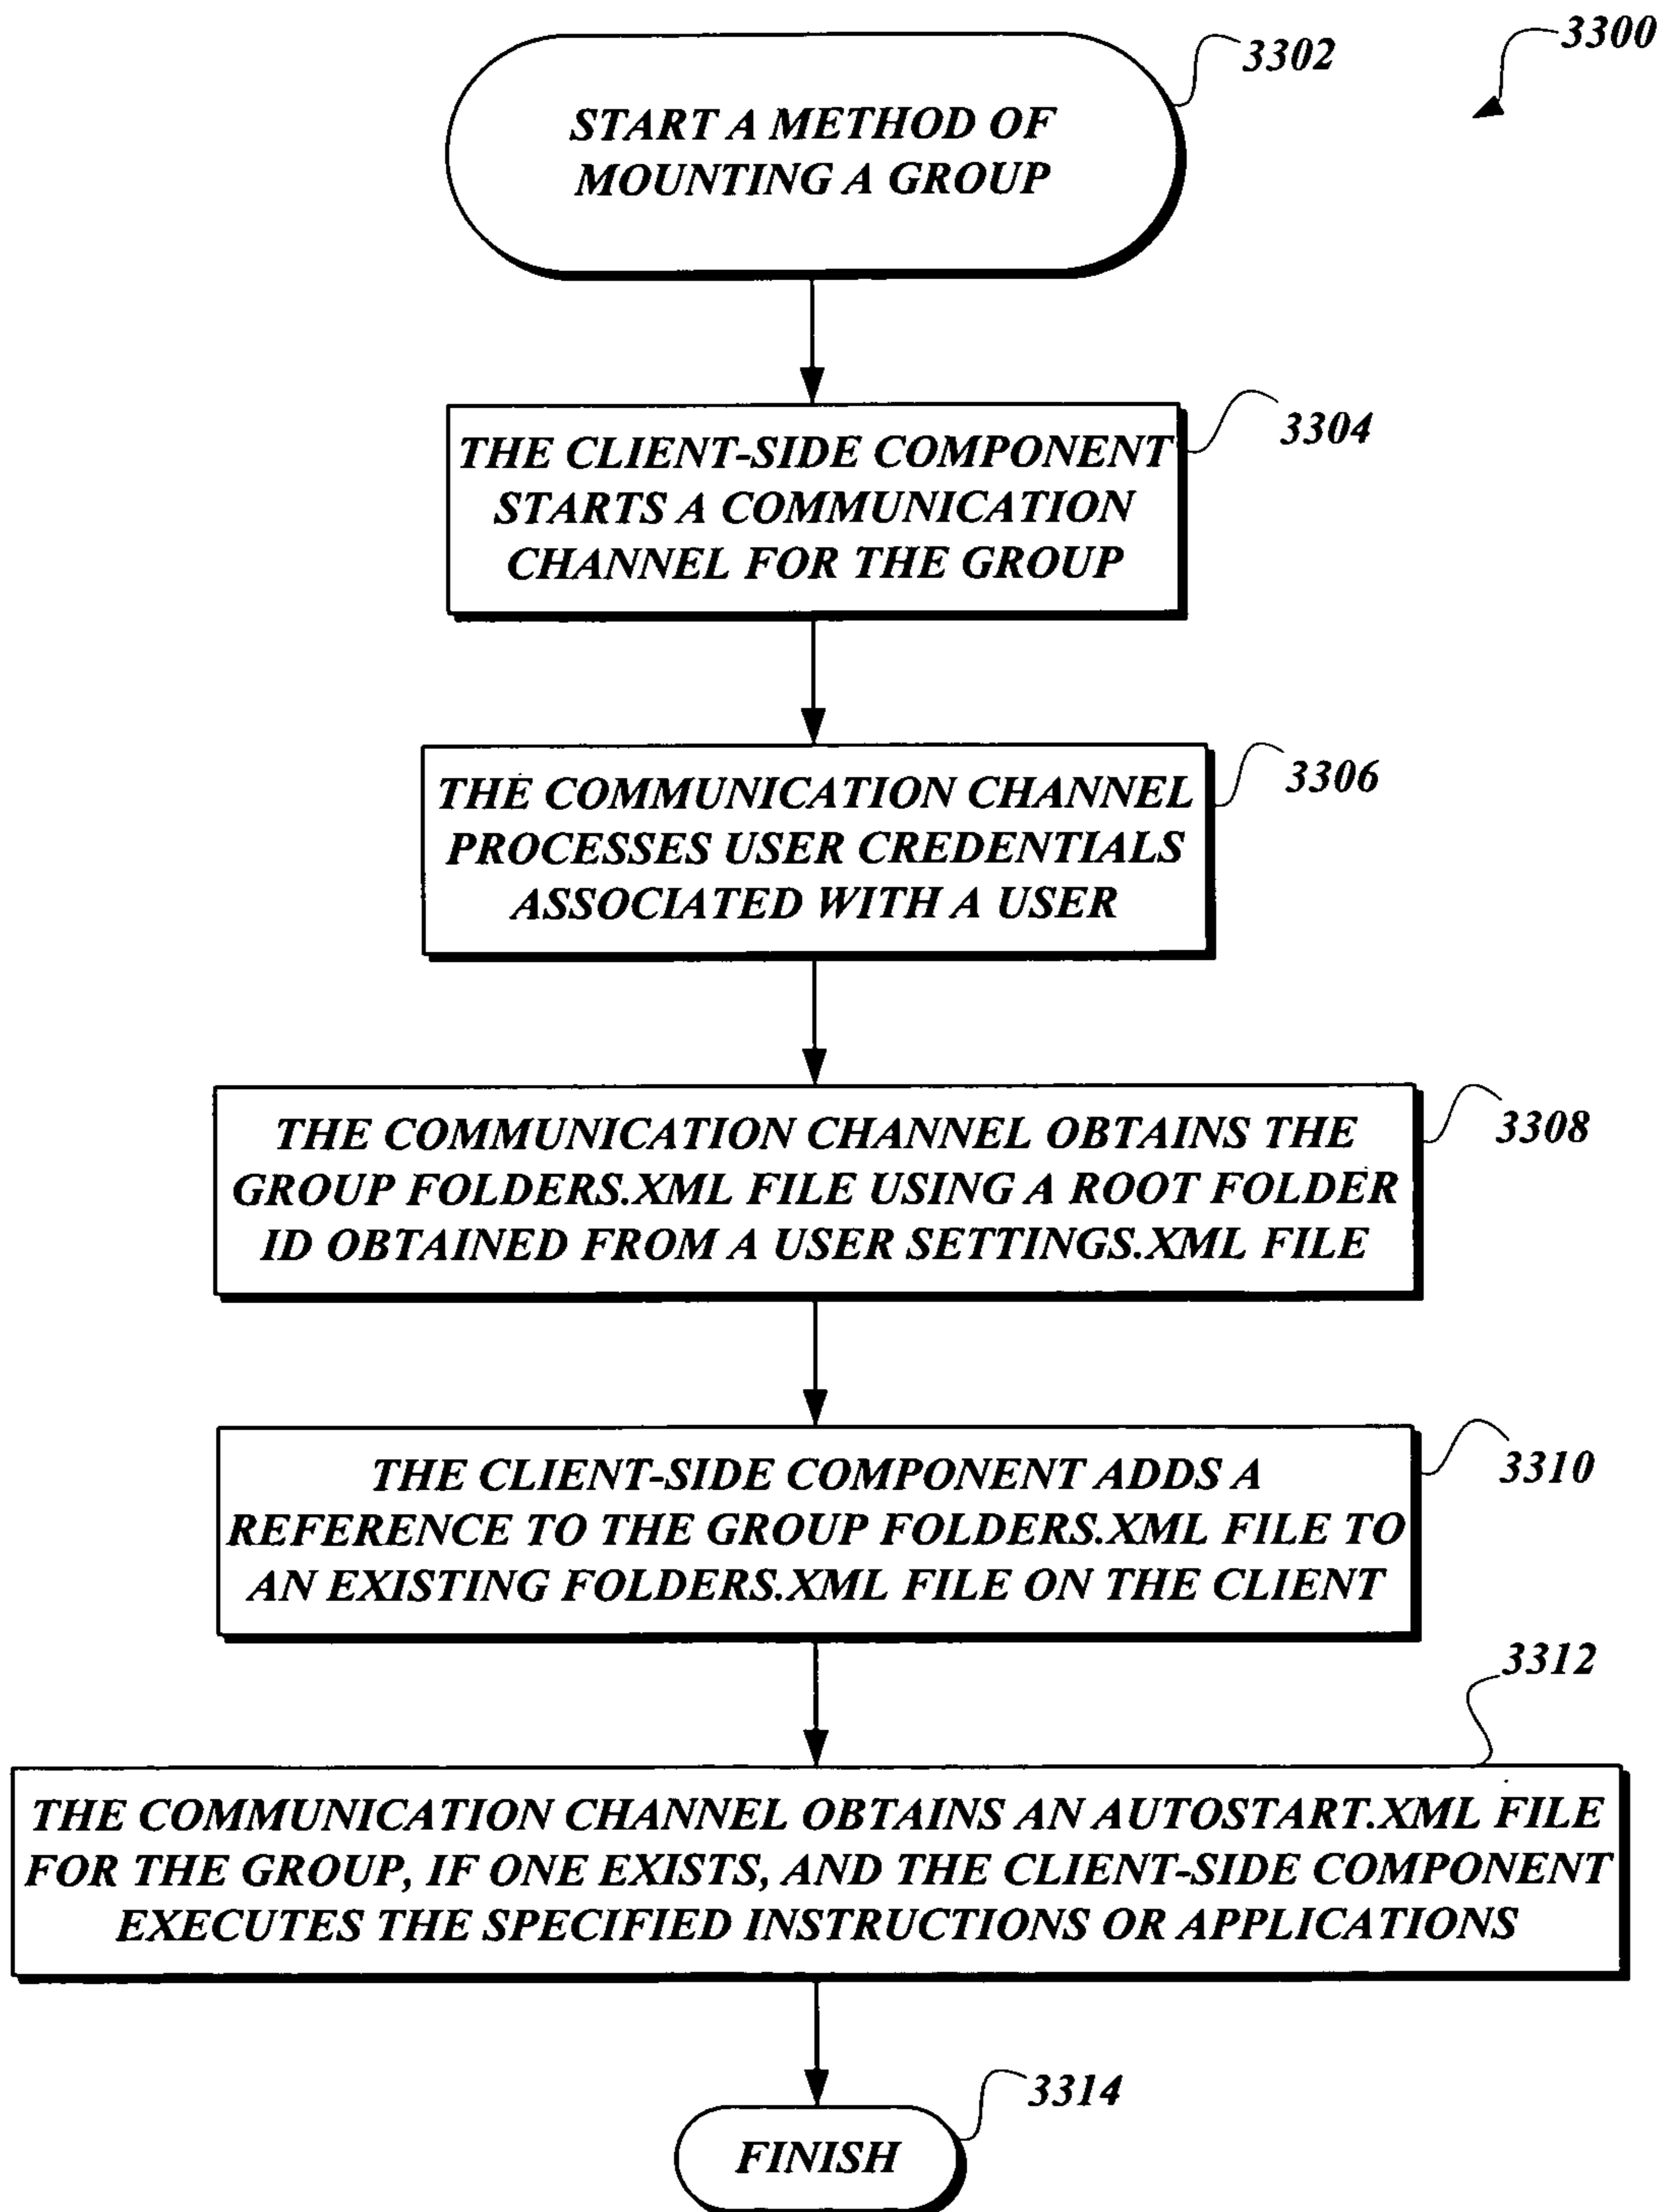 3300
3302
START A METHOD OF
MOUNTING A GROUP
3304
THE CLIENT-SIDE COMPONENT
STARTS A COMMUNICATION
CHANNEL FOR THE GROUP
3306
THE COMMUNICATION CHANNEL
PROCESSES USER CREDENTIALS
ASSOCIATED WITH A USER
3308
THE COMMUNICATION CHANNEL OBTAINS THE
GROUP FOLDERS.XML FILE USING A ROOT FOLDER
ID OBTAINED FROM A USER SETTINGS.XML FILE
3310
THE CLIENT-SIDE COMPONENT ADDS A
REFERENCE TO THE GROUP FOLDERS.XML FILE TO
AN EXISTING FOLDERS.XML FILE ON THE CLIENT
3312
THE COMMUNICATION CHANNEL OBTAINS AN AUTOSTART.XML FILE
FOR THE GROUP, IF ONE EXISTS, AND THE CLIENT-SIDE COMPONENT
EXECUTES THE SPECIFIED INSTRUCTIONS OR APPLICATIONS
3314
FINISH